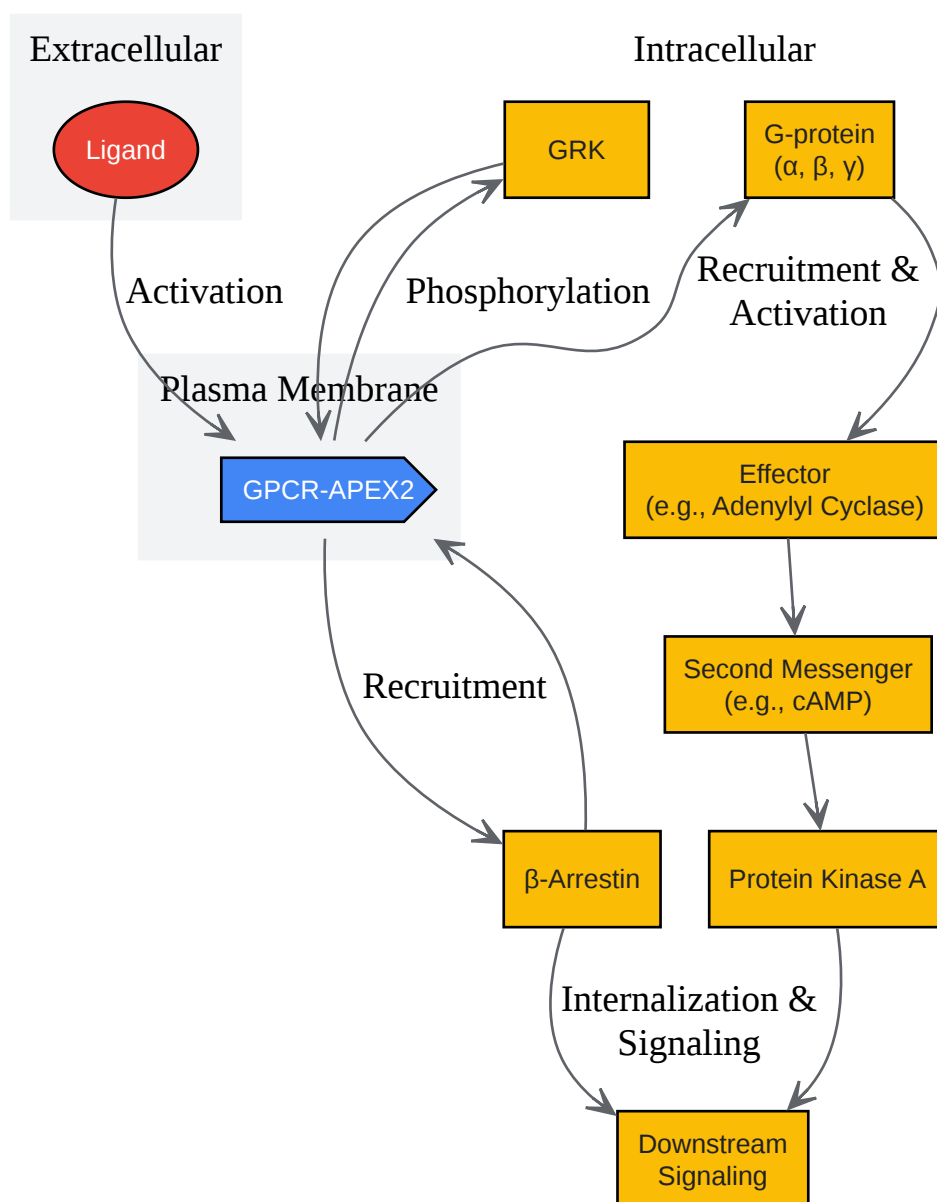 Extracellular
Intracellular
Ligand
GRK
G-protein
(α, β, γ)
Activation
Phosphorylation
Recruitment &
Activation
Plasma Membrane
GPCR-APEX2
Effector
(e.g., Adenylyl Cyclase)
Recruitment
Second Messenger
(e.g., cAMP)
β-Arrestin
Protein Kinase A
Internalization &
Signaling
Downstream
Signaling